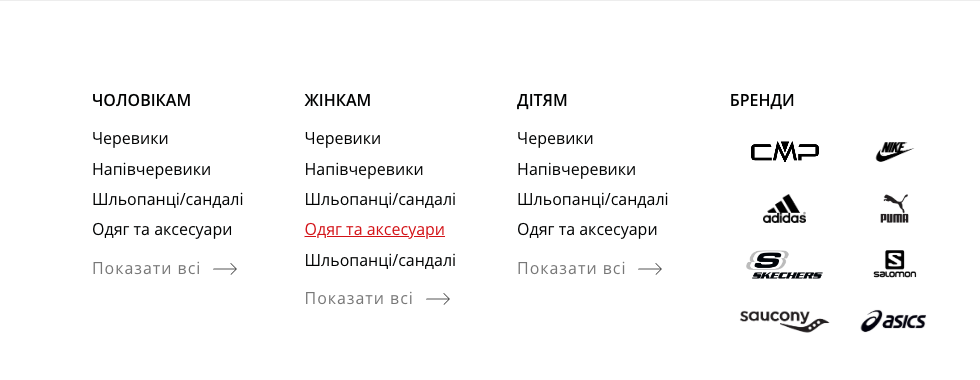 ЧОЛОВІКАМ
Черевики
Напівчеревики
Шльопанці/сандалі
Одяг та аксесуари
Показати всі
ЖІНКАМ
Черевики
Напівчеревики
Шльопанці/сандалі
Одяг та аксесуари
Шльопанці/сандалі
Показати всі
ДІТЯМ
Черевики
Напівчеревики
Шльопанці/сандалі
Одяг та аксесуари
Показати всі
БРЕНДИ
CMP
NIKE
adidas
PUMA
S
SKECHERS
S
SALOMON
saucony
asics